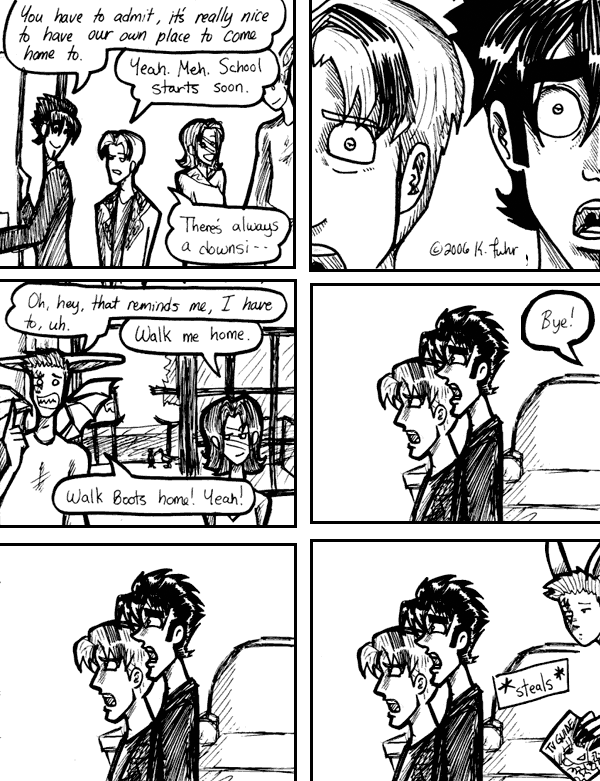 You have to admit, it's really nice
to have our own place to come
home to.
Yeah. Meh. School
starts soon.
There's always
a downsi--
©2006 K. Fuhr.
Oh, hey, that reminds me, I have
to, uh.
Walk me home.
Walk Boots home! Yeah!
Bye!
*steals*
TV GUIDE